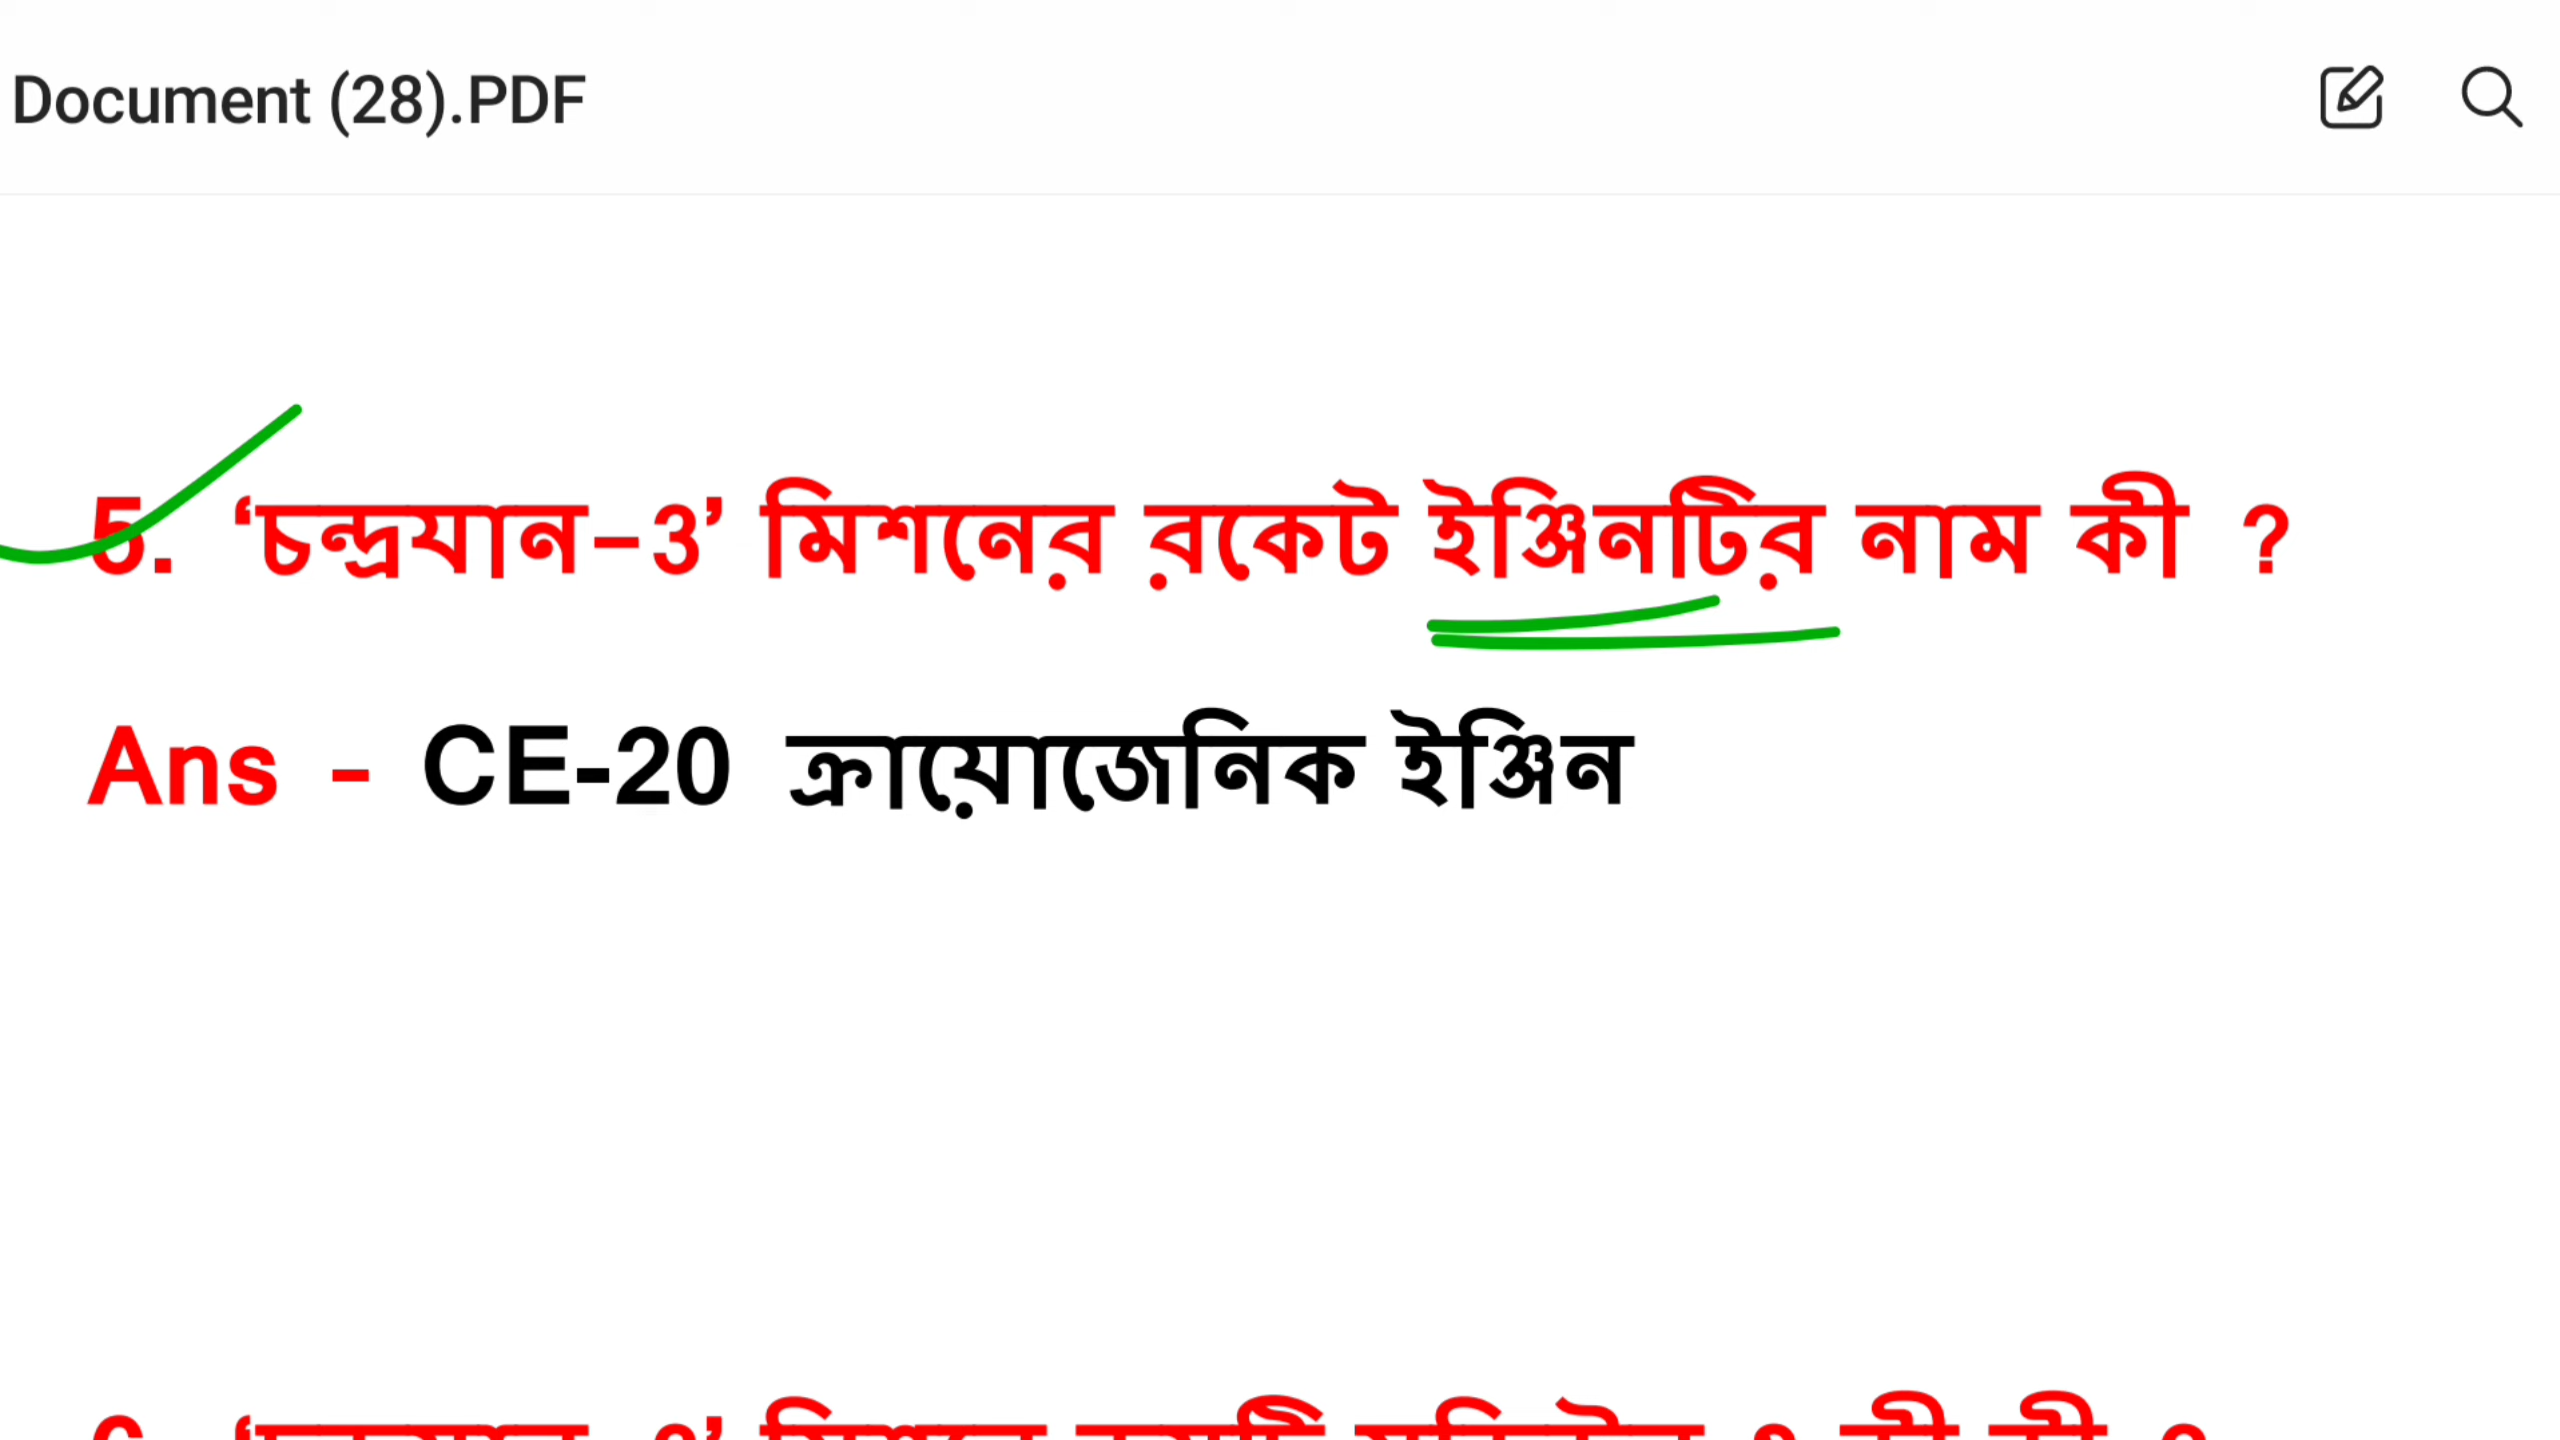 Document (28).PDF
5. ‘চন্দ্রযান-3’ মিশনের রকেট ইঞ্জিনটির নাম কী ?
Ans - CE-20 ক্রায়োজেনিক ইঞ্জিন